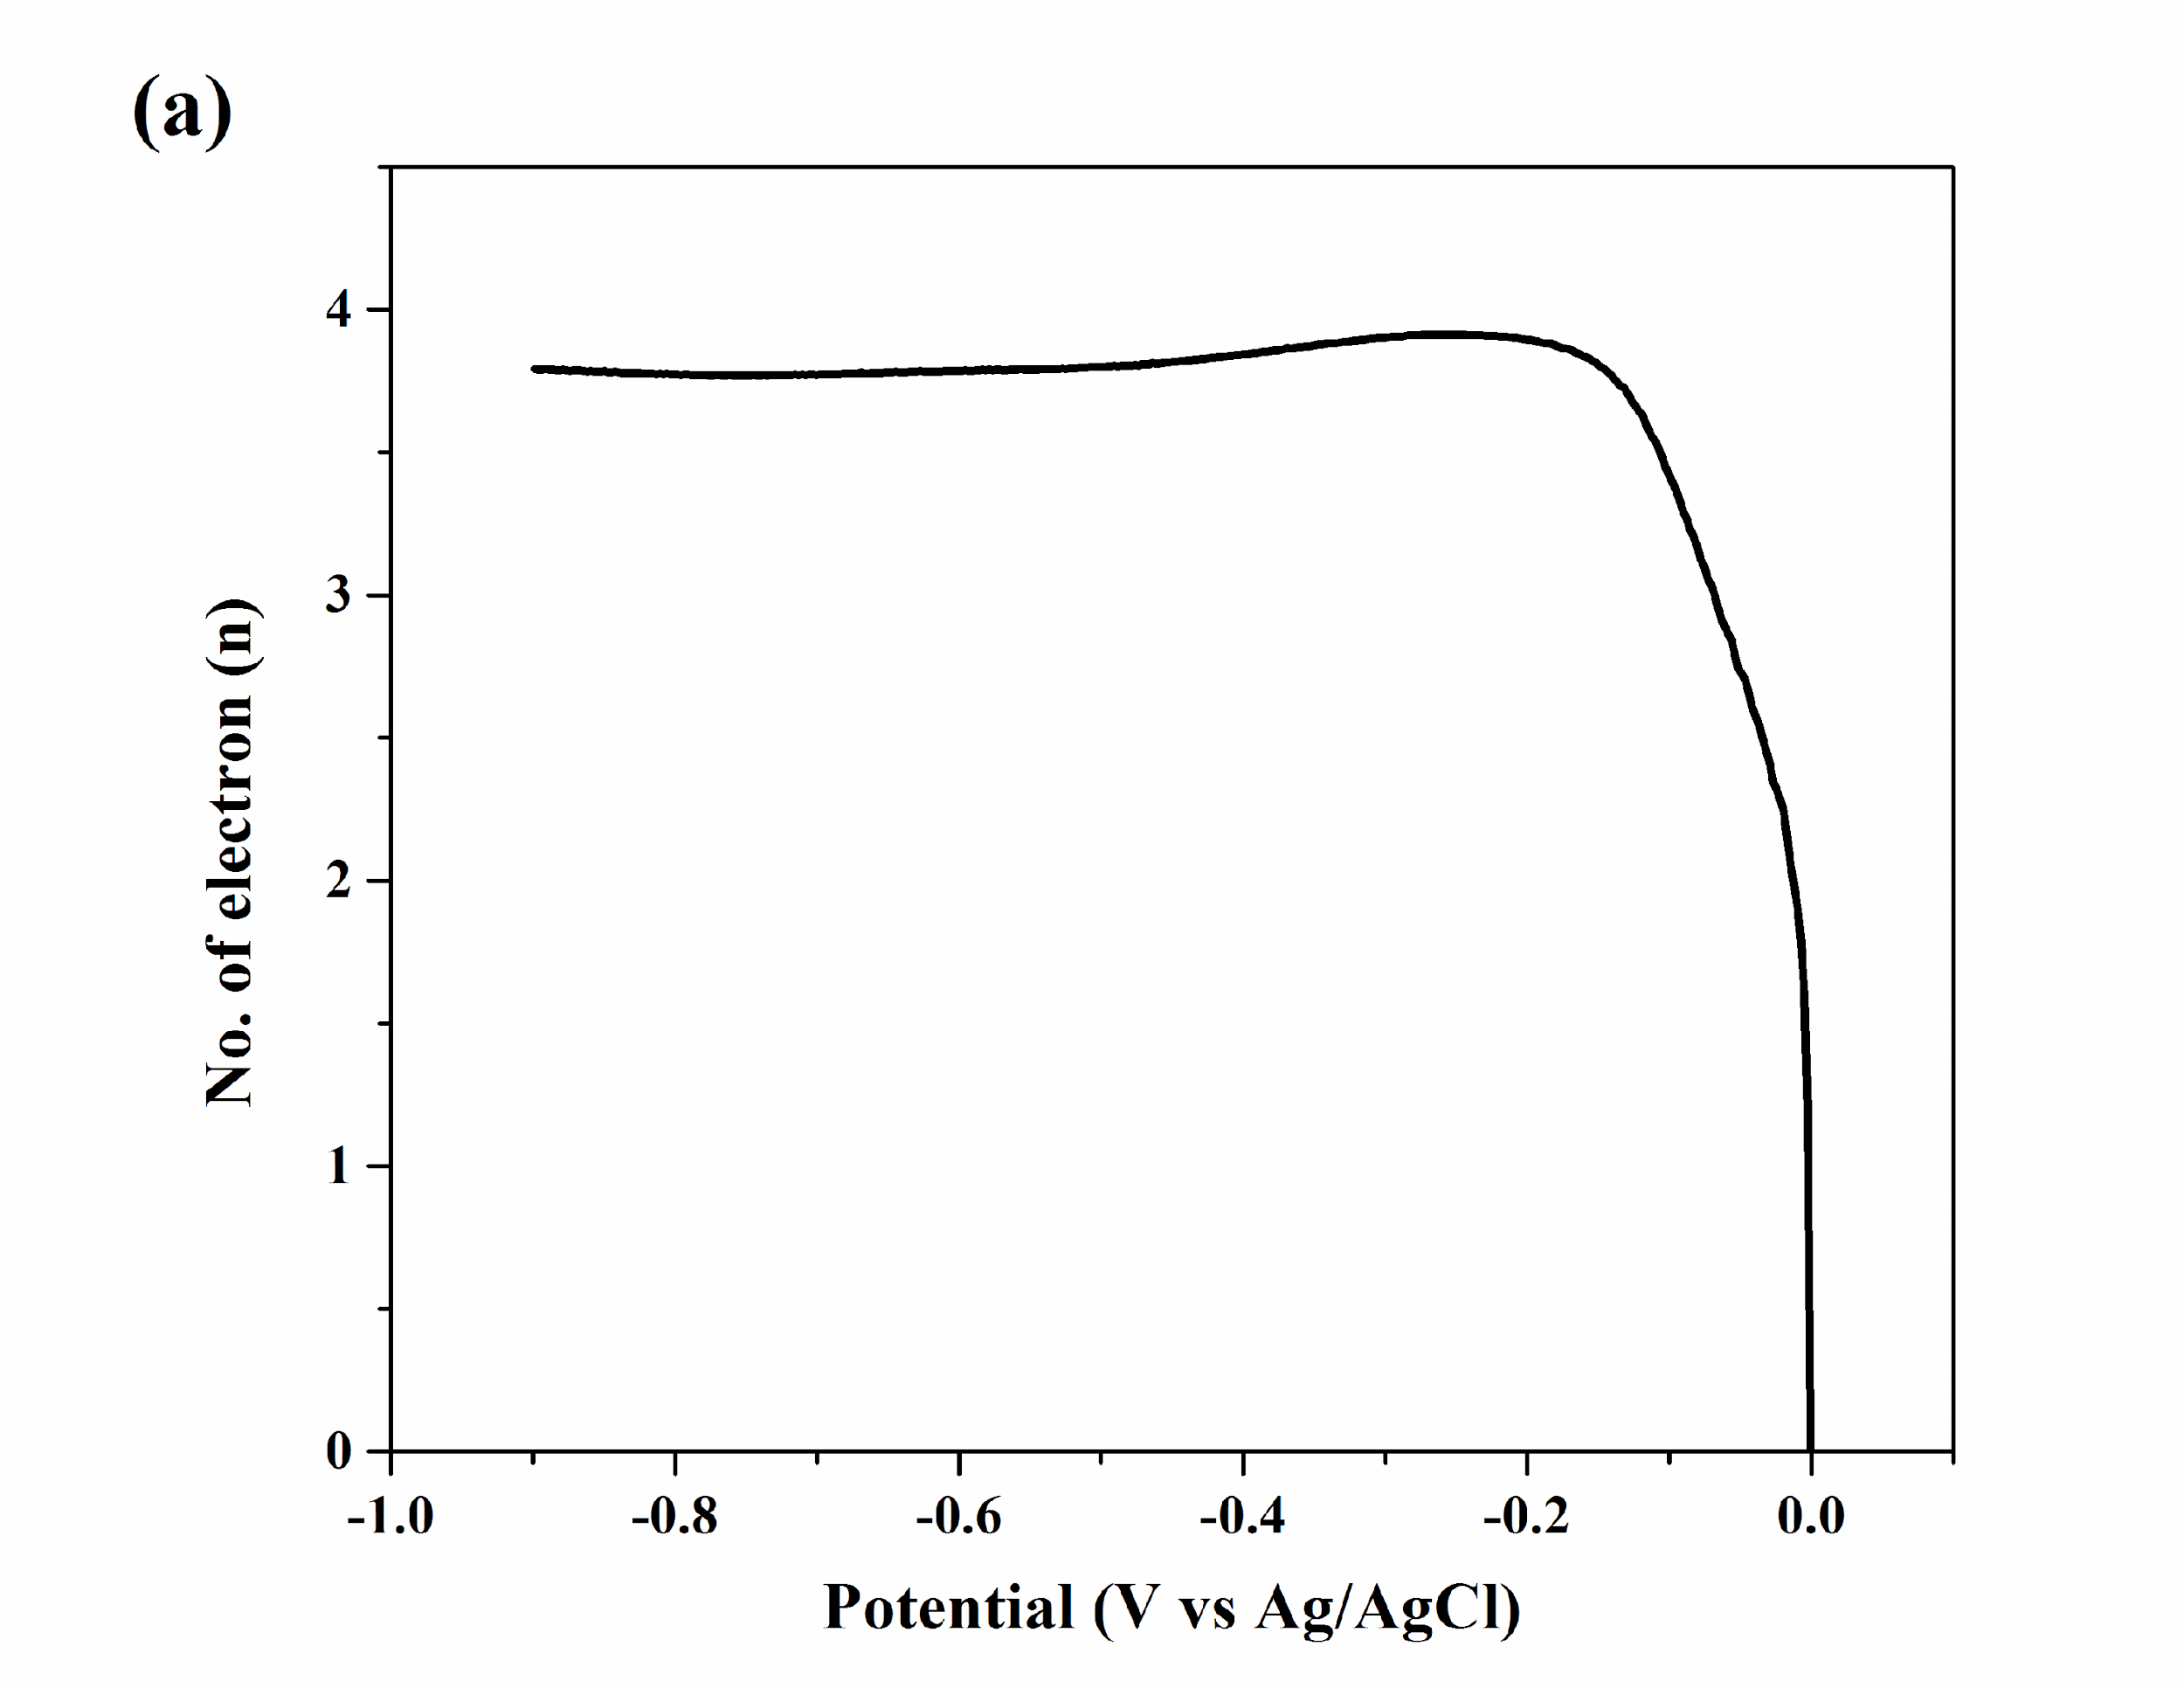 (a)
4
3
2
1
0
No. of electron (n)
-1.0 -0.8 -0.6 -0.4 -0.2 0.0
Potential (V vs Ag/AgCl)